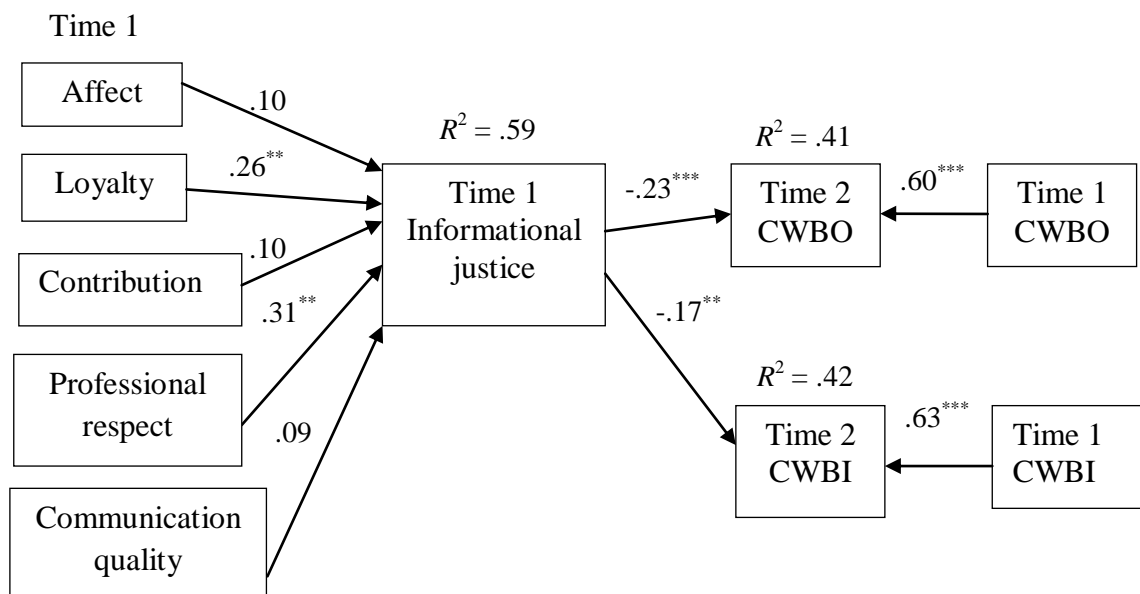 Time 1
Affect
.10
R² = .59
R² = .41
Loyalty
.26**
Time 1
Informational
justice
-.23***
Time 2
CWBO
.60***
Time 1
CWBO
Contribution
.10
.31**
-.17**
Professional
respect
.09
R² = .42
Time 2
CWBI
.63***
Time 1
CWBI
Communication
quality